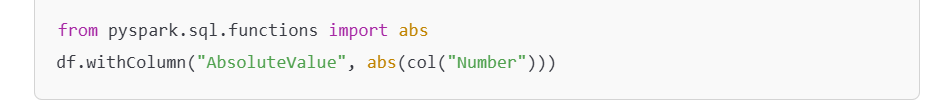 from pyspark.sql.functions import abs
df.withColumn("AbsoluteValue", abs(col("Number")))